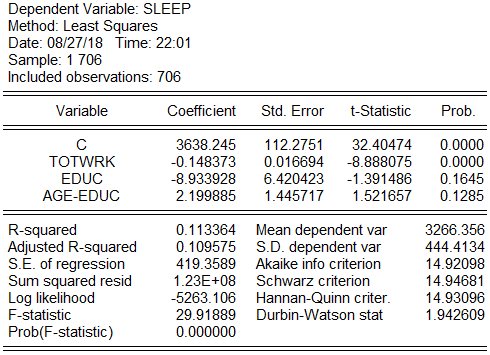 Dependent Variable: SLEEP
Method: Least Squares
Date: 08/27/18 Time: 22:01
Sample: 1 706
Included observations: 706
Variable Coefficient Std. Error t-Statistic Prob.
C 3638.245 112.2751 32.40474 0.0000
TOTWRK -0.148373 0.016694 -8.888075 0.0000
EDUC -8.933928 6.420423 -1.391486 0.1645
AGE-EDUC 2.199885 1.445717 1.521657 0.1285
R-squared 0.113364 Mean dependent var 3266.356
Adjusted R-squared 0.109575 S.D. dependent var 444.4134
S.E. of regression 419.3589 Akaike info criterion 14.92098
Sum squared resid 1.23E+08 Schwarz criterion 14.94681
Log likelihood -5263.106 Hannan-Quinn criter. 14.93096
F-statistic 29.91889 Durbin-Watson stat 1.942609
Prob(F-statistic) 0.000000